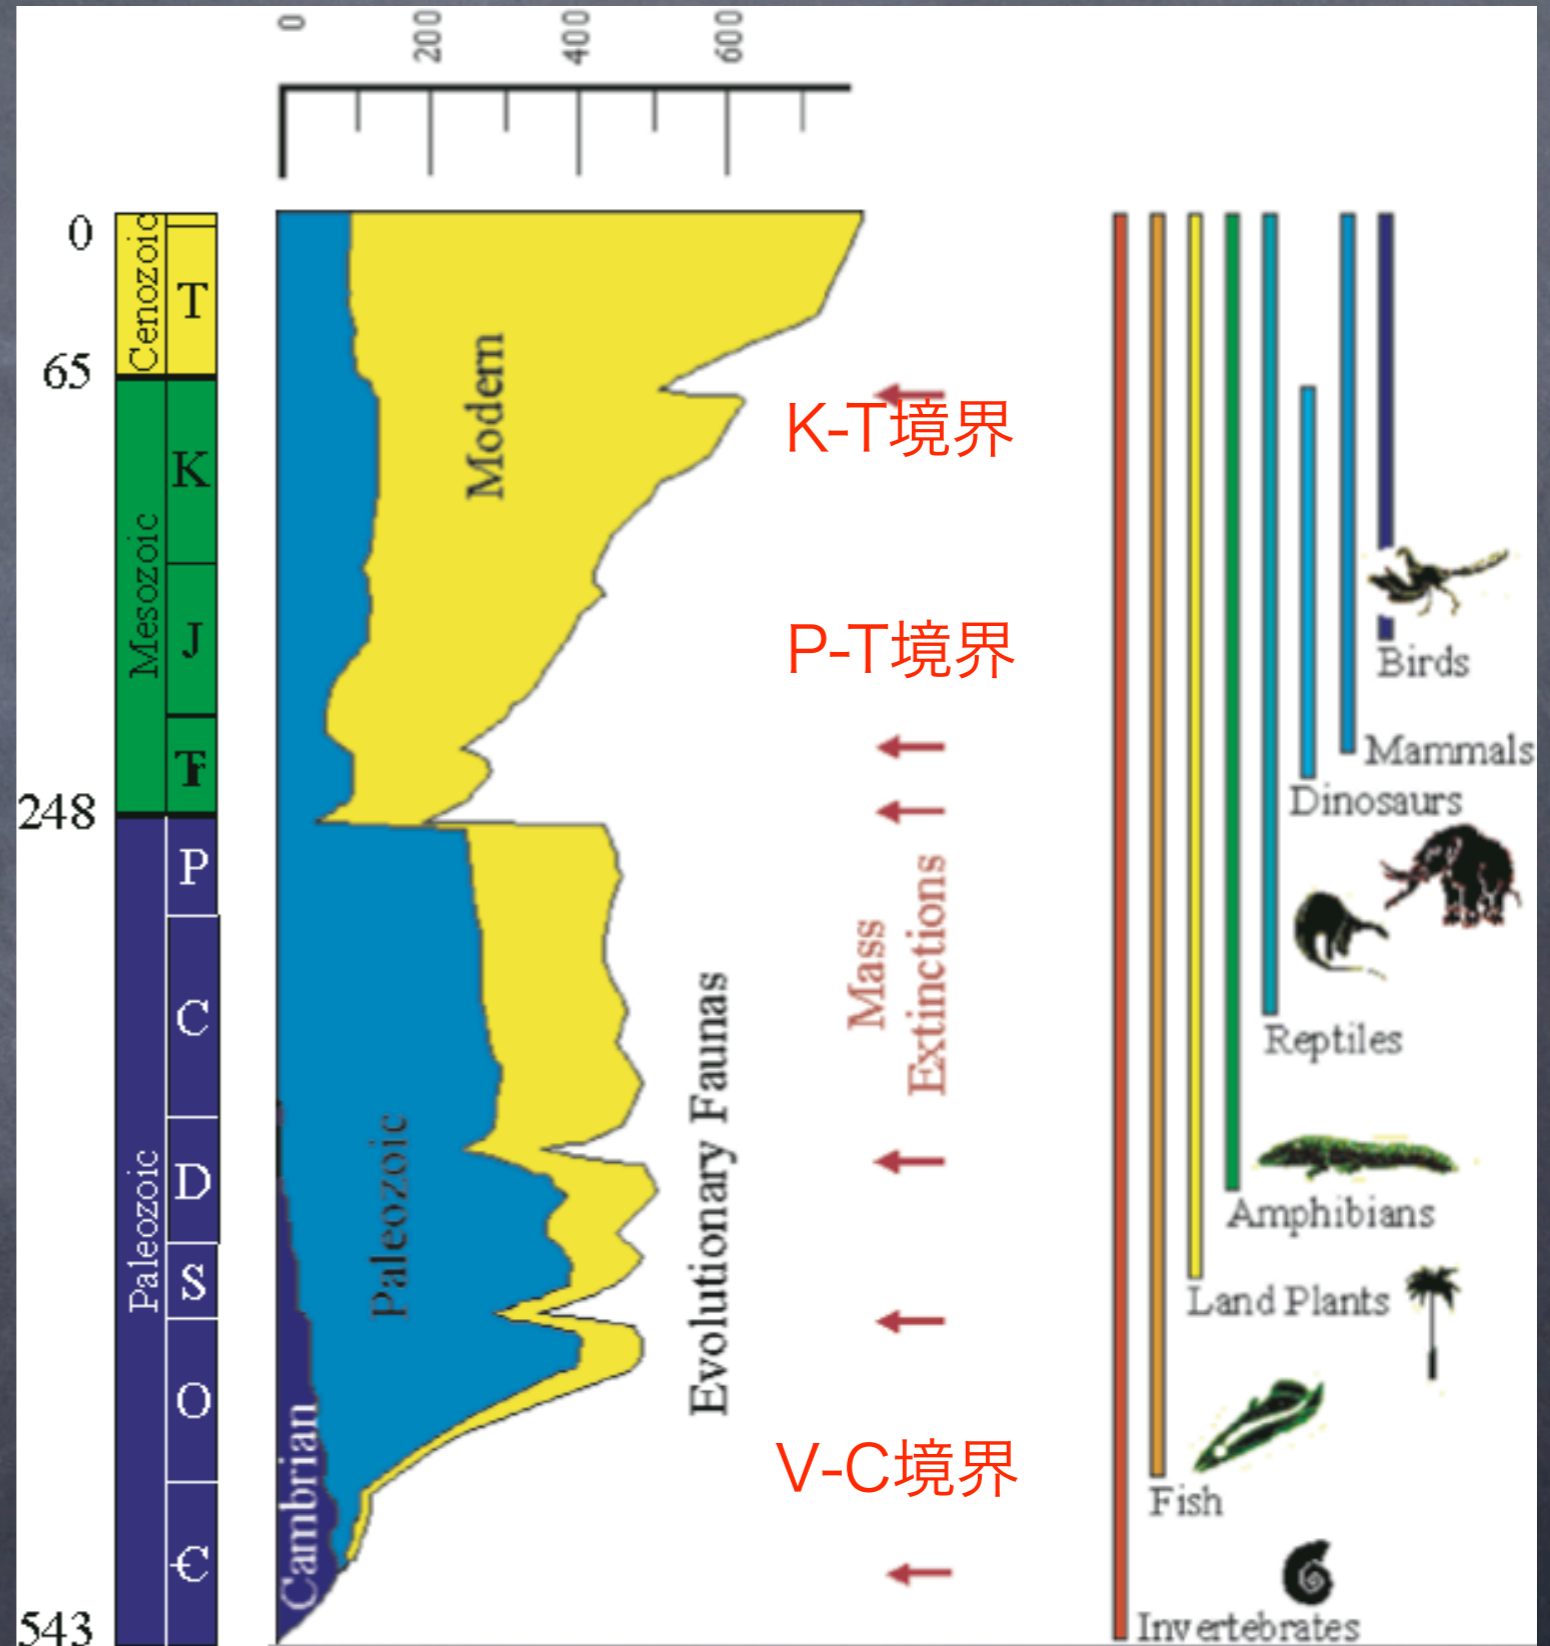 0
200
400
600
0
65
248
543
Cenozoic
Mesozoic
Paleozoic
T
K
J
Tr
P
C
D
S
O
Є
Modern
Paleozoic
Cambrian
Evolutionary Faunas
K-T境界
P-T境界
Mass
Extinctions
V-C境界
Birds
Mammals
Dinosaurs
Reptiles
Amphibians
Land Plants
Fish
Invertebrates